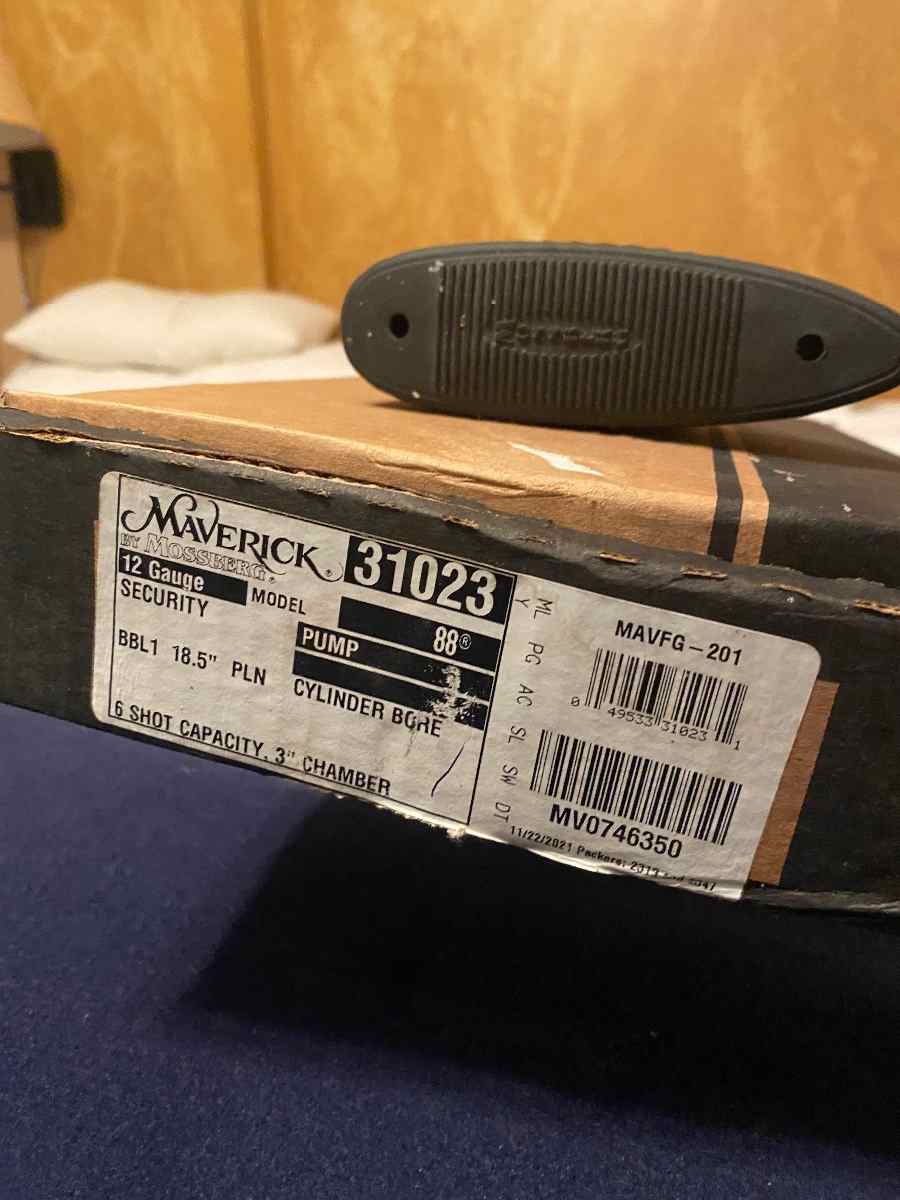 MAVERICK®
BY MOSSBERG®
31023
12 Gauge
SECURITY
MODEL
88®
PUMP
BBL1 18.5" PLN
CYLINDER BORE
6 SHOT CAPACITY, 3" CHAMBER
ML PG AC SL SW DT
Y
MAVFG-201
0 49533 31023 1
MV0746350
11/22/2021 Packers: